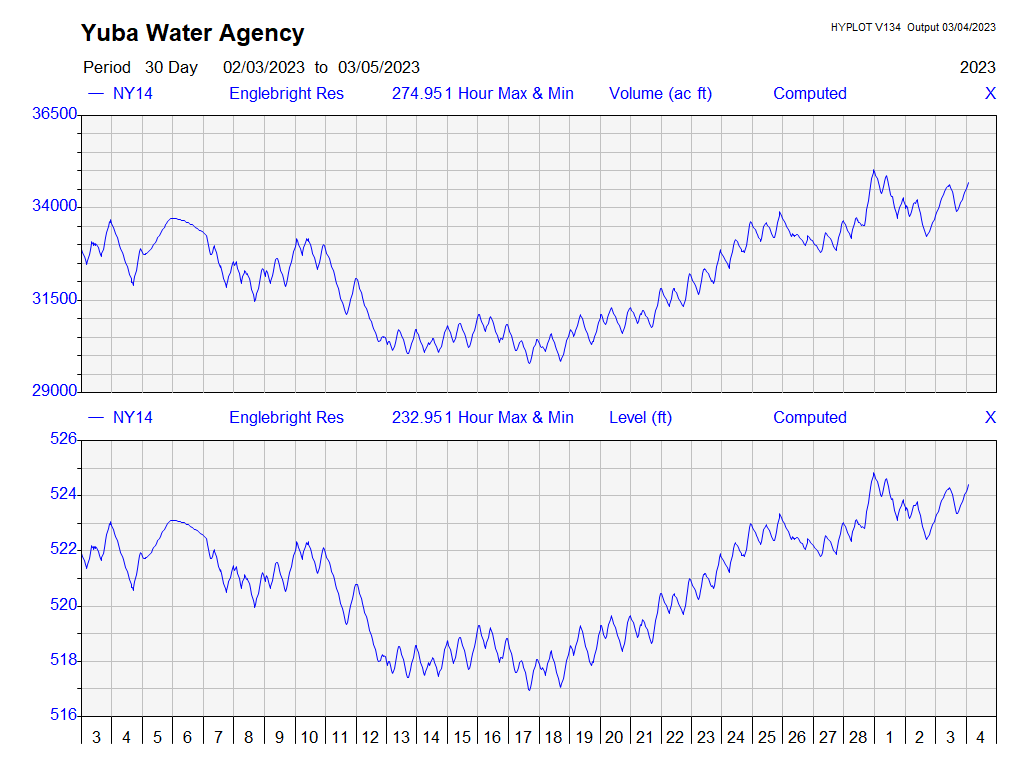 Yuba Water Agency
HYPLOT V134 Output 03/04/2023
Period 30 Day 02/03/2023 to 03/05/2023
2023
NY14 Englebright Res 274.951 Hour Max & Min Volume (ac ft) Computed X
36500
34000
31500
29000
NY14 Englebright Res 232.951 Hour Max & Min Level (ft) Computed X
526
524
522
520
518
516
3 4 5 6 7 8 9 10 11 12 13 14 15 16 17 18 19 20 21 22 23 24 25 26 27 28 1 2 3 4